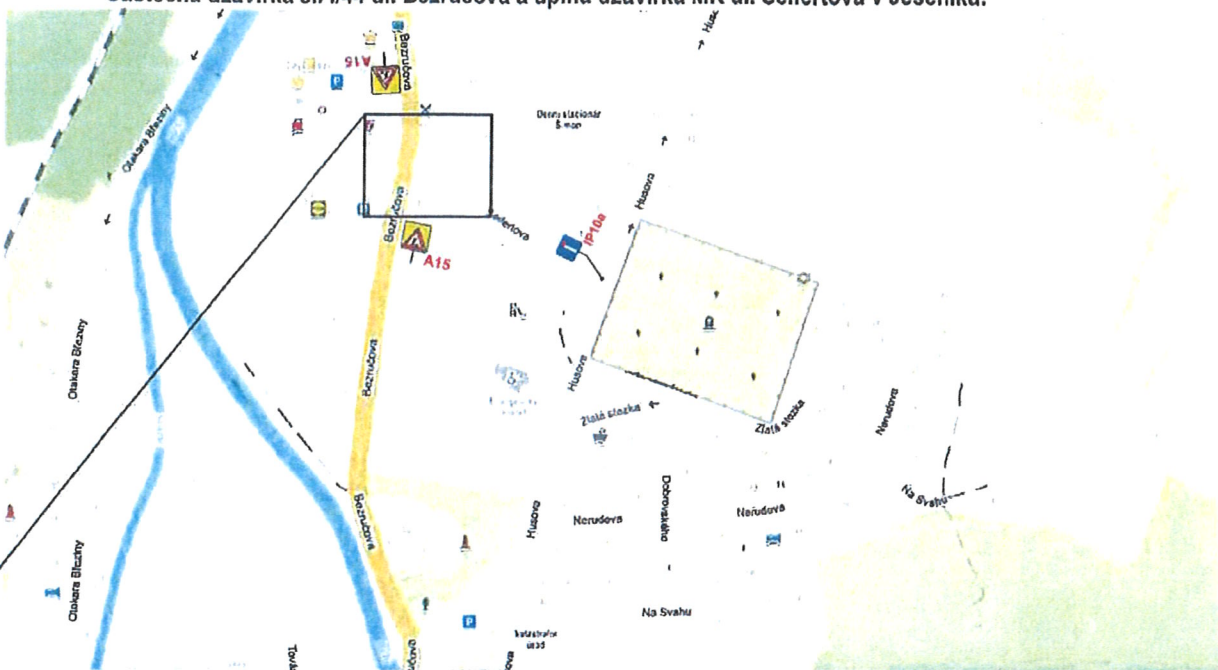 Bezručova
A15
Otakara Březiny
Husova
Bezručova
A15
IP10a
Otakara Březiny
Bezručova
Husova
Zlatá stezka
Zlatá stezka
Nerudova
Na Svahu
Bezručova
Husova
Nerudova
Dobrovského
Nerudova
Otakara Březiny
Na Svahu
úřad